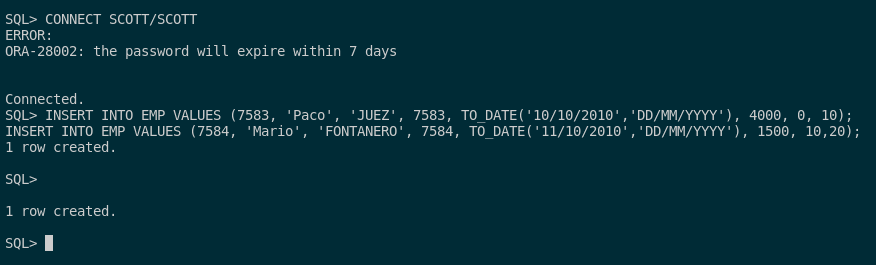 SQL> CONNECT SCOTT/SCOTT
ERROR:
ORA-28002: the password will expire within 7 days
Connected.
SQL> INSERT INTO EMP VALUES (7583, 'Paco', 'JUEZ', 7583, TO_DATE('10/10/2010','DD/MM/YYYY'), 4000, 0, 10);
INSERT INTO EMP VALUES (7584, 'Mario', 'FONTANERO', 7584, TO_DATE('11/10/2010','DD/MM/YYYY'), 1500, 10,20);
1 row created.
SQL>
1 row created.
SQL>